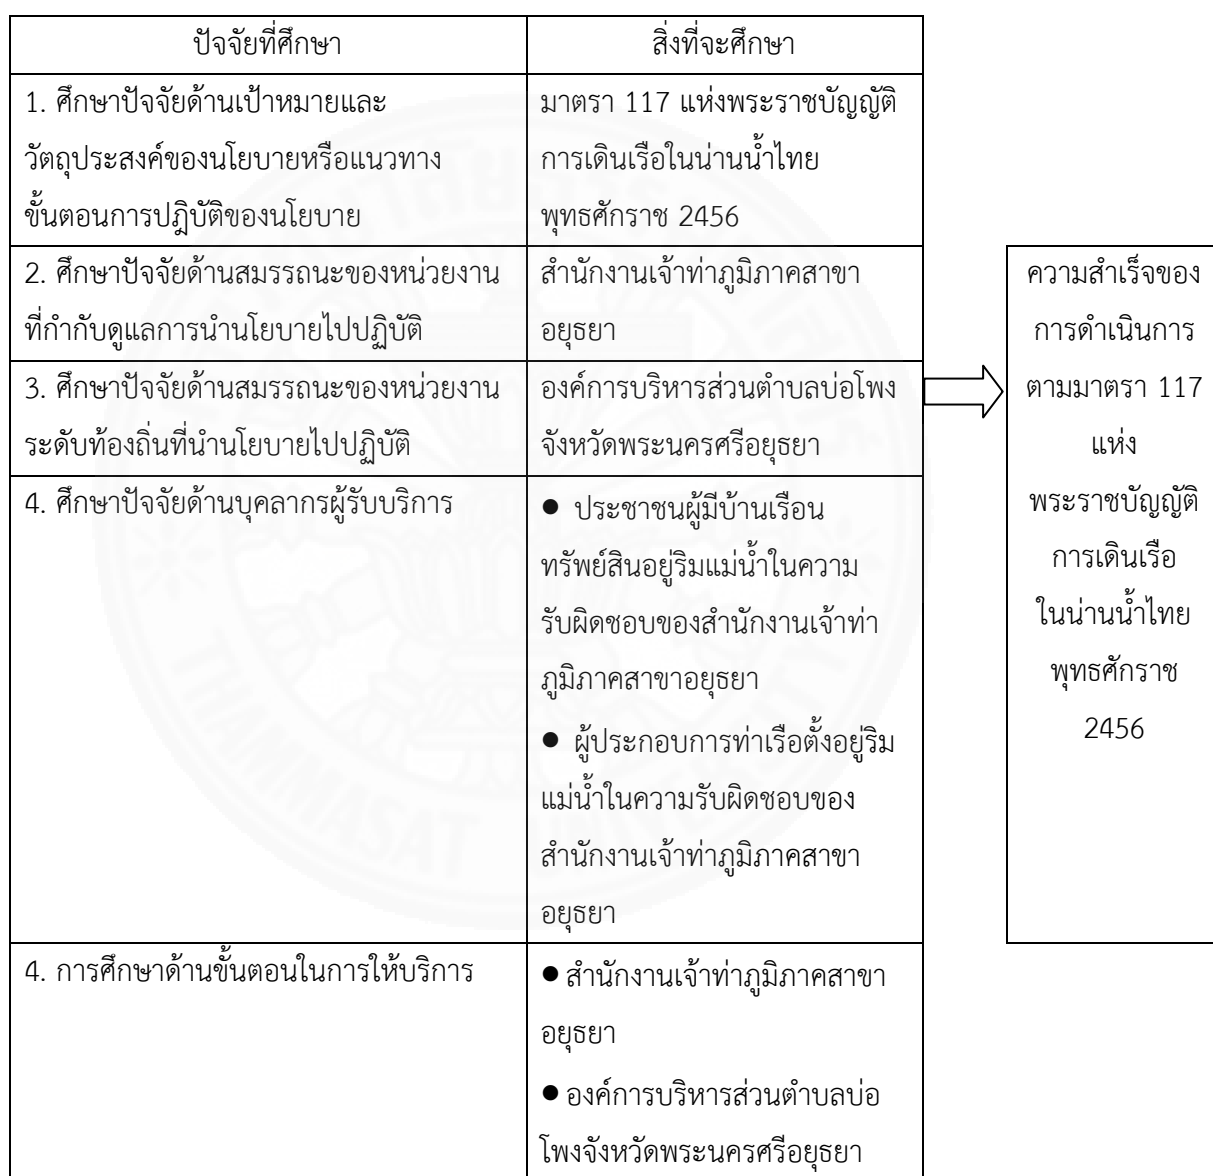 ปัจจัยที่ศึกษา
สิ่งที่จะศึกษา
1. ศึกษาปัจจัยด้านเป้าหมายและ
วัตถุประสงค์ของนโยบายหรือแนวทาง
ขั้นตอนการปฏิบัติของนโยบาย
มาตรา 117 แห่งพระราชบัญญัติ
การเดินเรือในน่านน้ำไทย
พุทธศักราช 2456
2. ศึกษาปัจจัยด้านสมรรถนะของหน่วยงาน
ที่กำกับดูแลการนำนโยบายไปปฏิบัติ
สำนักงานเจ้าท่าภูมิภาคสาขา
อยุธยา
3. ศึกษาปัจจัยด้านสมรรถนะของหน่วยงาน
ระดับท้องถิ่นที่นำนโยบายไปปฏิบัติ
องค์การบริหารส่วนตำบลบ่อโพง
จังหวัดพระนครศรีอยุธยา
4. ศึกษาปัจจัยด้านบุคลากรผู้รับบริการ
● ประชาชนผู้มีบ้านเรือน
ทรัพย์สินอยู่ริมแม่น้ำในความ
รับผิดชอบของสำนักงานเจ้าท่า
ภูมิภาคสาขาอยุธยา
● ผู้ประกอบการท่าเรือตั้งอยู่ริม
แม่น้ำในความรับผิดชอบของ
สำนักงานเจ้าท่าภูมิภาคสาขา
อยุธยา
4. การศึกษาด้านขั้นตอนในการให้บริการ
● สำนักงานเจ้าท่าภูมิภาคสาขา
อยุธยา
● องค์การบริหารส่วนตำบลบ่อ
โพงจังหวัดพระนครศรีอยุธยา
ความสำเร็จของ
การดำเนินการ
ตามมาตรา 117
แห่ง
พระราชบัญญัติ
การเดินเรือ
ในน่านน้ำไทย
พุทธศักราช
2456
THAMMASAT